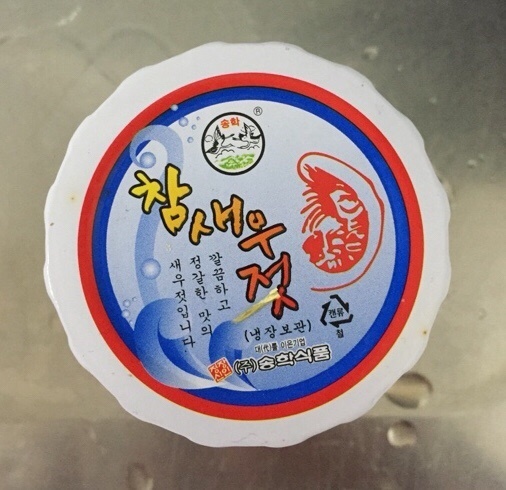 송학
®
참새우젓
깔끔하고
정갈한 맛의
새우젓입니다.
(냉장보관)
캔류
철
대(代)를 이은기업
(주)송학식품